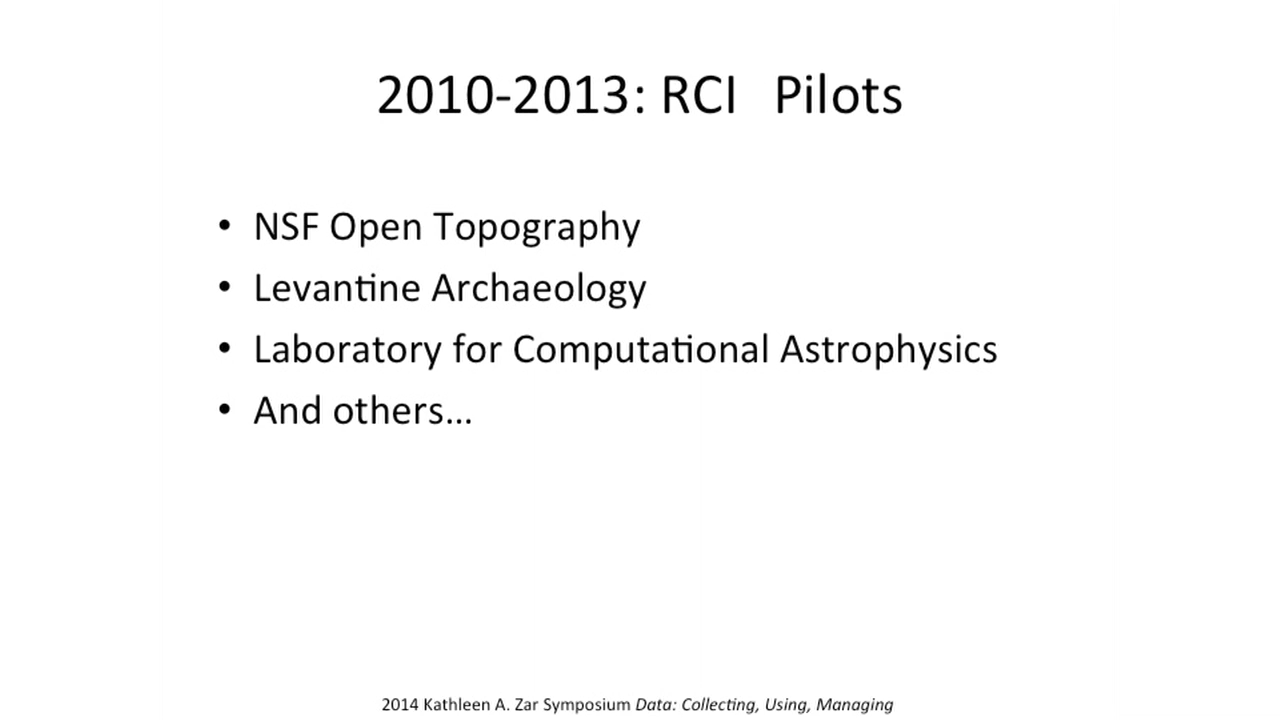 2010-2013: RCI Pilots
• NSF Open Topography
• Levantine Archaeology
• Laboratory for Computational Astrophysics
• And others...
2014 Kathleen A. Zar Symposium Data: Collecting, Using, Managing